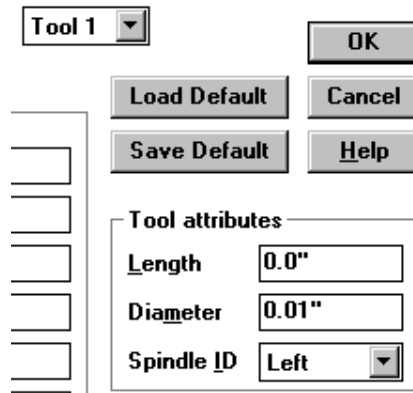 Tool 1
OK
Load Default
Cancel
Save Default
Help
Tool attributes
Length 0.0"
Diameter 0.01"
Spindle ID Left